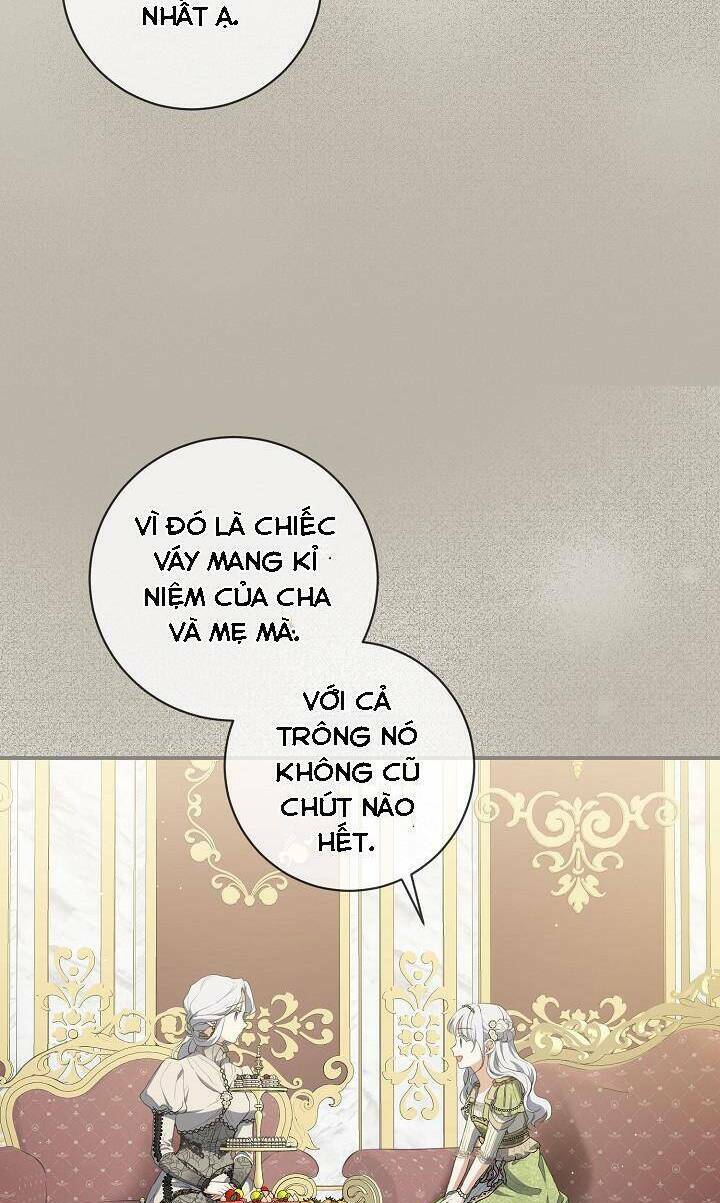 NHẤT Ạ.
VÌ ĐÓ LÀ CHIẾC
VÁY MANG KỈ
NIỆM CỦA CHA
VÀ MẸ MÀ.
VỚI CẢ
TRÔNG NÓ
KHÔNG CŨ
CHÚT NÀO
HẾT.